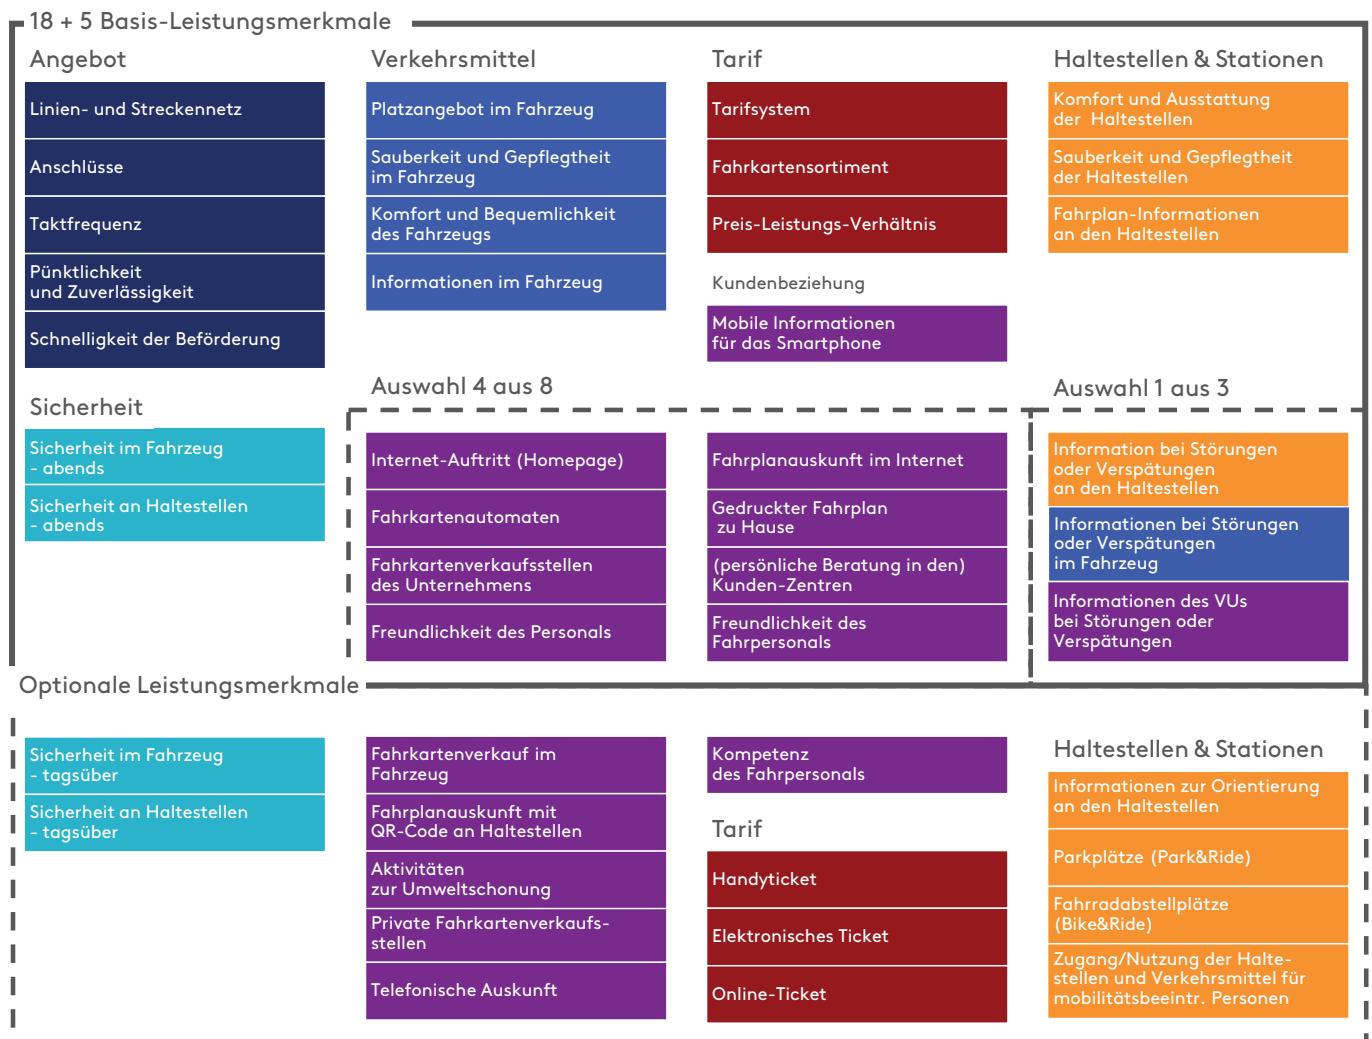 18 + 5 Basis-Leistungsmerkmale
Angebot
Linien- und Streckennetz
Anschlüsse
Taktfrequenz
Pünktlichkeit
und Zuverlässigkeit
Schnelligkeit der Beförderung
Verkehrsmittel
Platzangebot im Fahrzeug
Sauberkeit und Gepflegtheit
im Fahrzeug
Komfort und Bequemlichkeit
des Fahrzeugs
Informationen im Fahrzeug
Tarif
Tarifsystem
Fahrkartensortiment
Preis-Leistungs-Verhältnis
Kundenbeziehung
Mobile Informationen
für das Smartphone
Haltestellen & Stationen
Komfort und Ausstattung
der Haltestellen
Sauberkeit und Gepflegtheit
der Haltestellen
Fahrplan-Informationen
an den Haltestellen
Sicherheit
Sicherheit im Fahrzeug
- abends
Sicherheit an Haltestellen
- abends
Auswahl 4 aus 8
Internet-Auftritt (Homepage)
Fahrkartenautomaten
Fahrkartenverkaufsstellen
des Unternehmens
Freundlichkeit des Personals
Fahrplanauskunft im Internet
Gedruckter Fahrplan
zu Hause
(persönliche Beratung in den)
Kunden-Zentren
Freundlichkeit des
Fahrpersonals
Auswahl 1 aus 3
Information bei Störungen
oder Verspätungen
an den Haltestellen
Informationen bei Störungen
oder Verspätungen
im Fahrzeug
Informationen des VUs
bei Störungen oder
Verspätungen
Optionale Leistungsmerkmale
Sicherheit im Fahrzeug
- tagsüber
Sicherheit an Haltestellen
- tagsüber
Fahrkartenverkauf im
Fahrzeug
Fahrplanauskunft mit
QR-Code an Haltestellen
Aktivitäten
zur Umweltschonung
Private Fahrkartenverkaufs-
stellen
Telefonische Auskunft
Kompetenz
des Fahrpersonals
Tarif
Handyticket
Elektronisches Ticket
Online-Ticket
Haltestellen & Stationen
Informationen zur Orientierung
an den Haltestellen
Parkplätze (Park&Ride)
Fahrradabstellplätze
(Bike&Ride)
Zugang/Nutzung der Halte-
stellen und Verkehrsmittel für
mobilitätsbeeintr. Personen